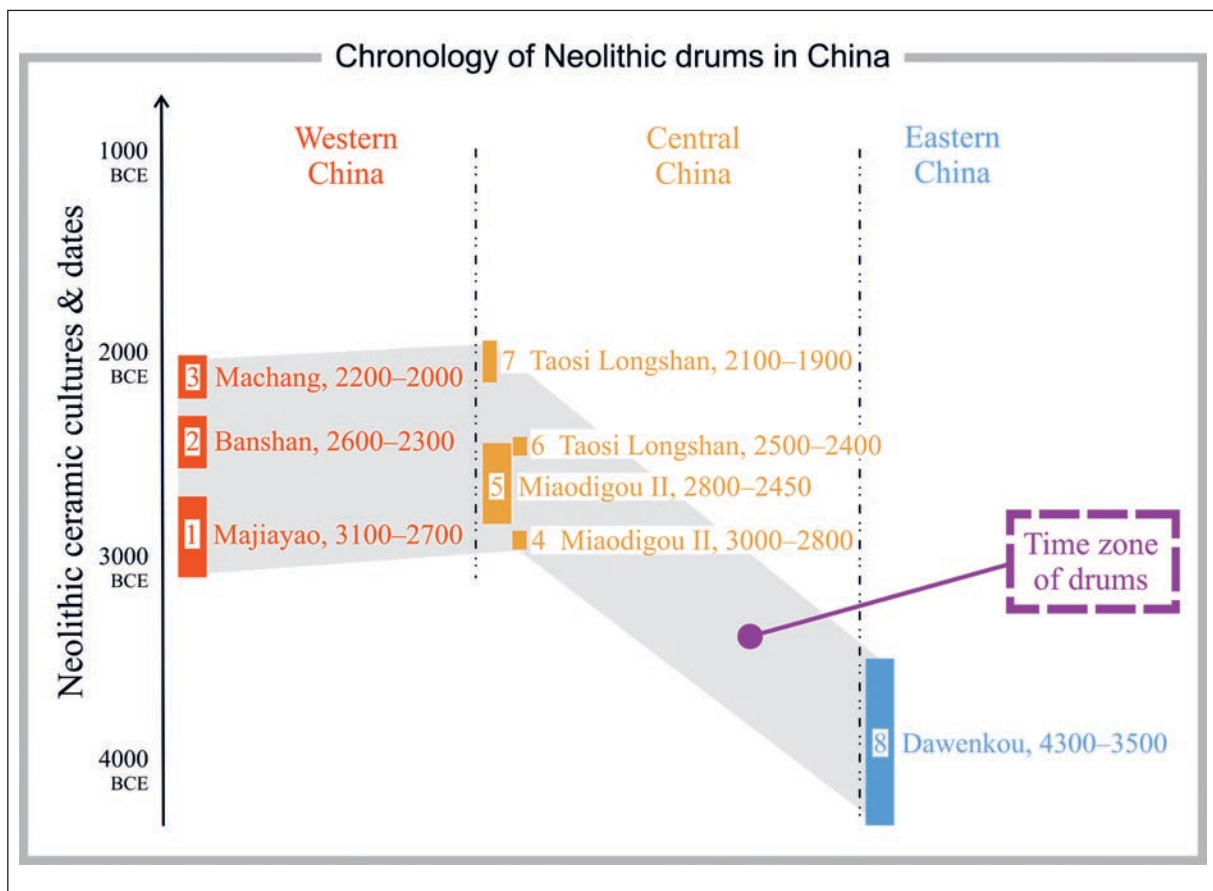 Chronology of Neolithic drums in China
Neolithic ceramic cultures & dates
1000
BCE
2000
BCE
3000
BCE
4000
BCE
Western
China
Central
China
Eastern
China
3 Machang, 2200–2000
2 Banshan, 2600–2300
1 Majiayao, 3100–2700
7 Taosi Longshan, 2100–1900
6 Taosi Longshan, 2500–2400
5 Miaodigou II, 2800–2450
4 Miaodigou II, 3000–2800
Time zone
of drums
8 Dawenkou, 4300–3500